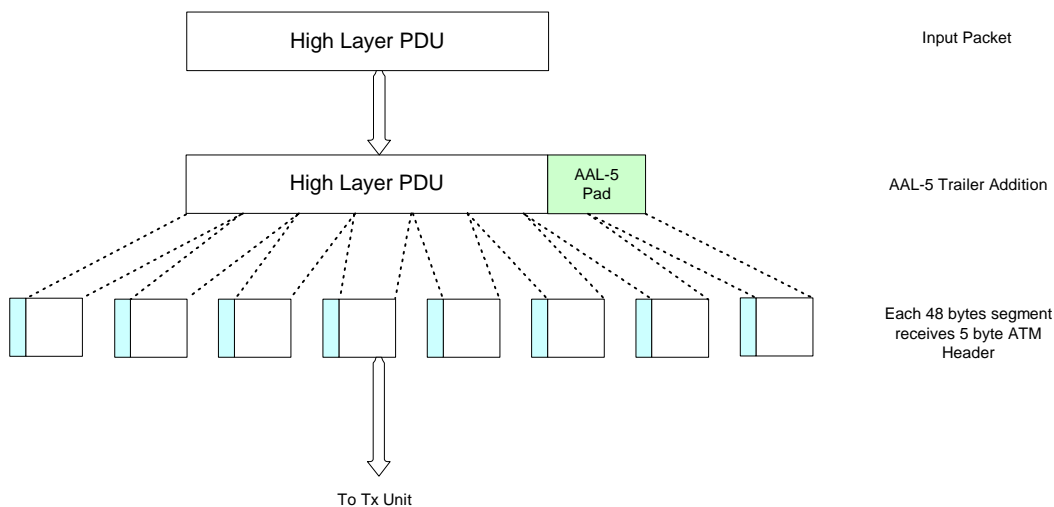 High Layer PDU
Input Packet
High Layer PDU
AAL-5
Pad
AAL-5 Trailer Addition
Each 48 bytes segment
receives 5 byte ATM
Header
To Tx Unit